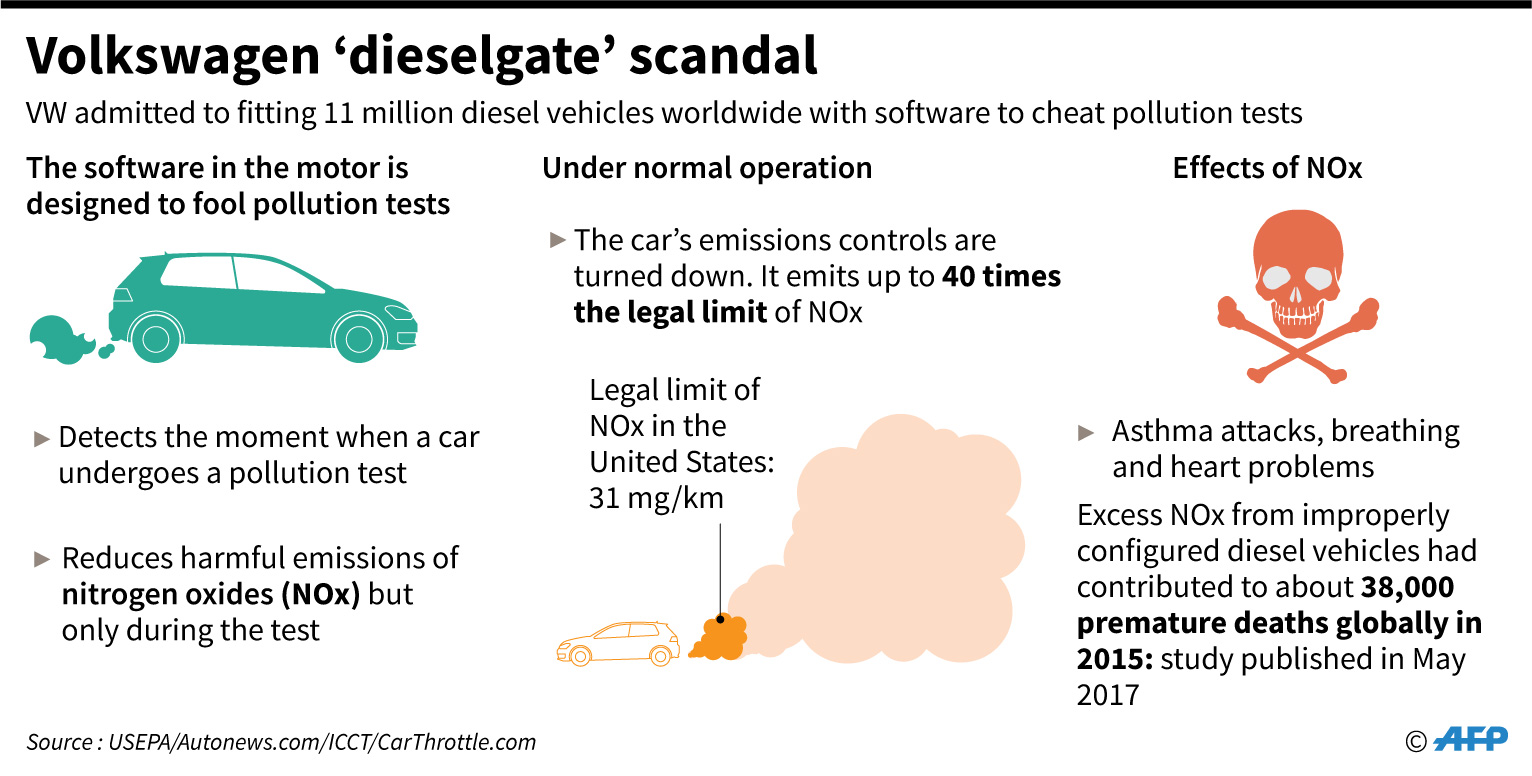 Volkswagen ‘dieselgate’ scandal
VW admitted to fitting 11 million diesel vehicles worldwide with software to cheat pollution tests
The software in the motor is
designed to fool pollution tests
▶ Detects the moment when a car
undergoes a pollution test
▶ Reduces harmful emissions of
nitrogen oxides (NOx) but
only during the test
Under normal operation
▶ The car’s emissions controls are
turned down. It emits up to 40 times
the legal limit of NOx
Legal limit of
NOx in the
United States:
31 mg/km
Effects of NOx
▶ Asthma attacks, breathing
and heart problems
Excess NOx from improperly
configured diesel vehicles had
contributed to about 38,000
premature deaths globally in
2015: study published in May
2017
Source : USEPA/Autonews.com/ICCT/CarThrottle.com
© AFP